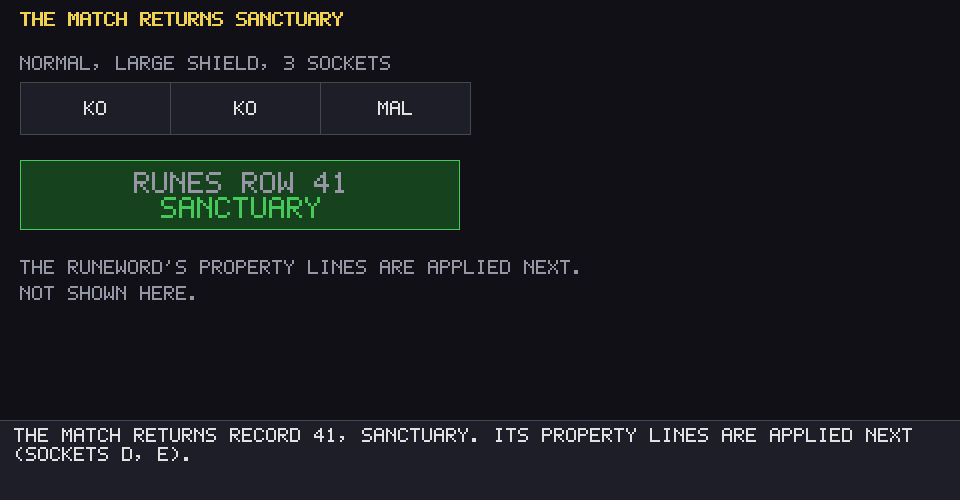 THE MATCH RETURNS SANCTUARY
NORMAL, LARGE SHIELD, 3 SOCKETS
KO KO MAL
RUNES ROW 41
SANCTUARY
THE RUNEWORD'S PROPERTY LINES ARE APPLIED NEXT.
NOT SHOWN HERE.
THE MATCH RETURNS RECORD 41, SANCTUARY. ITS PROPERTY LINES ARE APPLIED NEXT
(SOCKETS D, E).